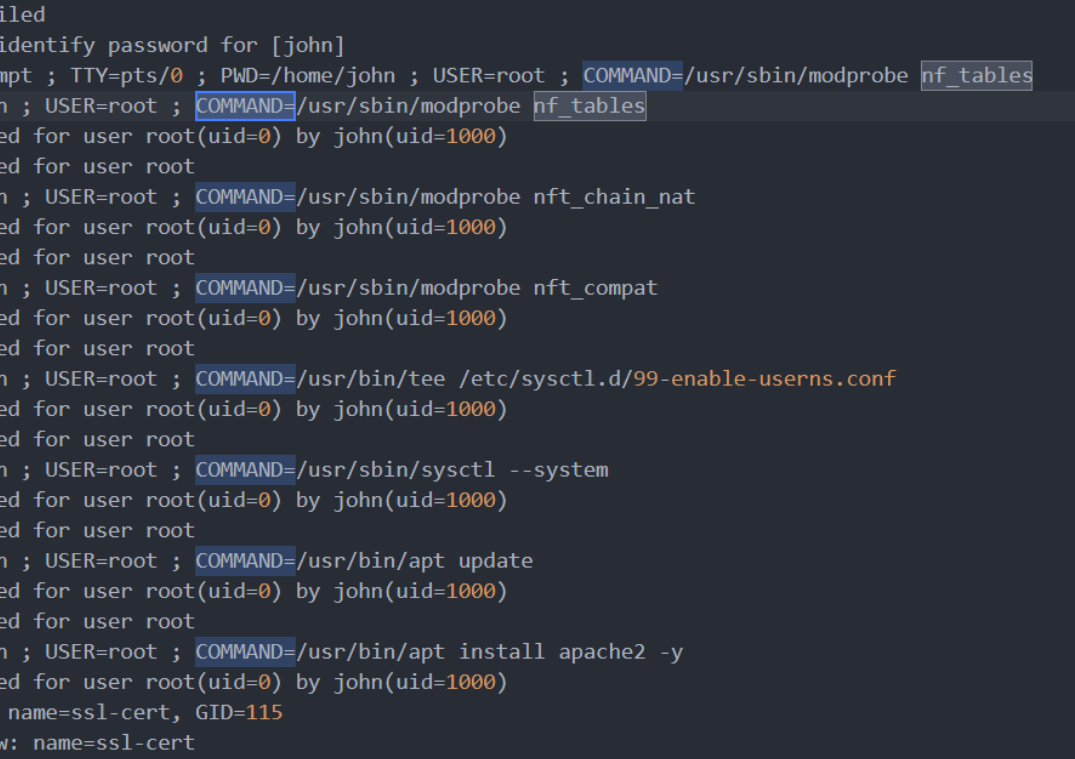 iled
identify password for [john]
mpt ; TTY=pts/0 ; PWD=/home/john ; USER=root ; COMMAND=/usr/sbin/modprobe nf_tables
; USER=root ; COMMAND=/usr/sbin/modprobe nf_tables
ed for user root(uid=0) by john(uid=1000)
ed for user root
; USER=root ; COMMAND=/usr/sbin/modprobe nft_chain_nat
ed for user root(uid=0) by john(uid=1000)
ed for user root
; USER=root ; COMMAND=/usr/sbin/modprobe nft_compat
ed for user root(uid=0) by john(uid=1000)
ed for user root
; USER=root ; COMMAND=/usr/bin/tee /etc/sysctl.d/99-enable-userns.conf
ed for user root(uid=0) by john(uid=1000)
ed for user root
; USER=root ; COMMAND=/usr/sbin/sysctl --system
ed for user root(uid=0) by john(uid=1000)
ed for user root
; USER=root ; COMMAND=/usr/bin/apt update
ed for user root(uid=0) by john(uid=1000)
ed for user root
; USER=root ; COMMAND=/usr/bin/apt install apache2 -y
ed for user root(uid=0) by john(uid=1000)
name=ssl-cert, GID=115
w: name=ssl-cert